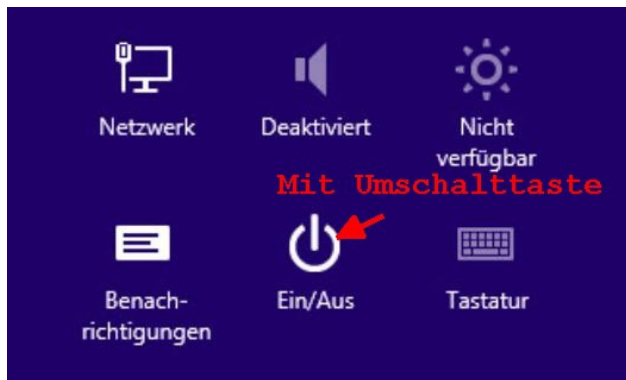 Netzwerk
Deaktiviert
Nicht
verfügbar
Mit Umschalttaste
Benach-
richtigungen
Ein/Aus
Tastatur